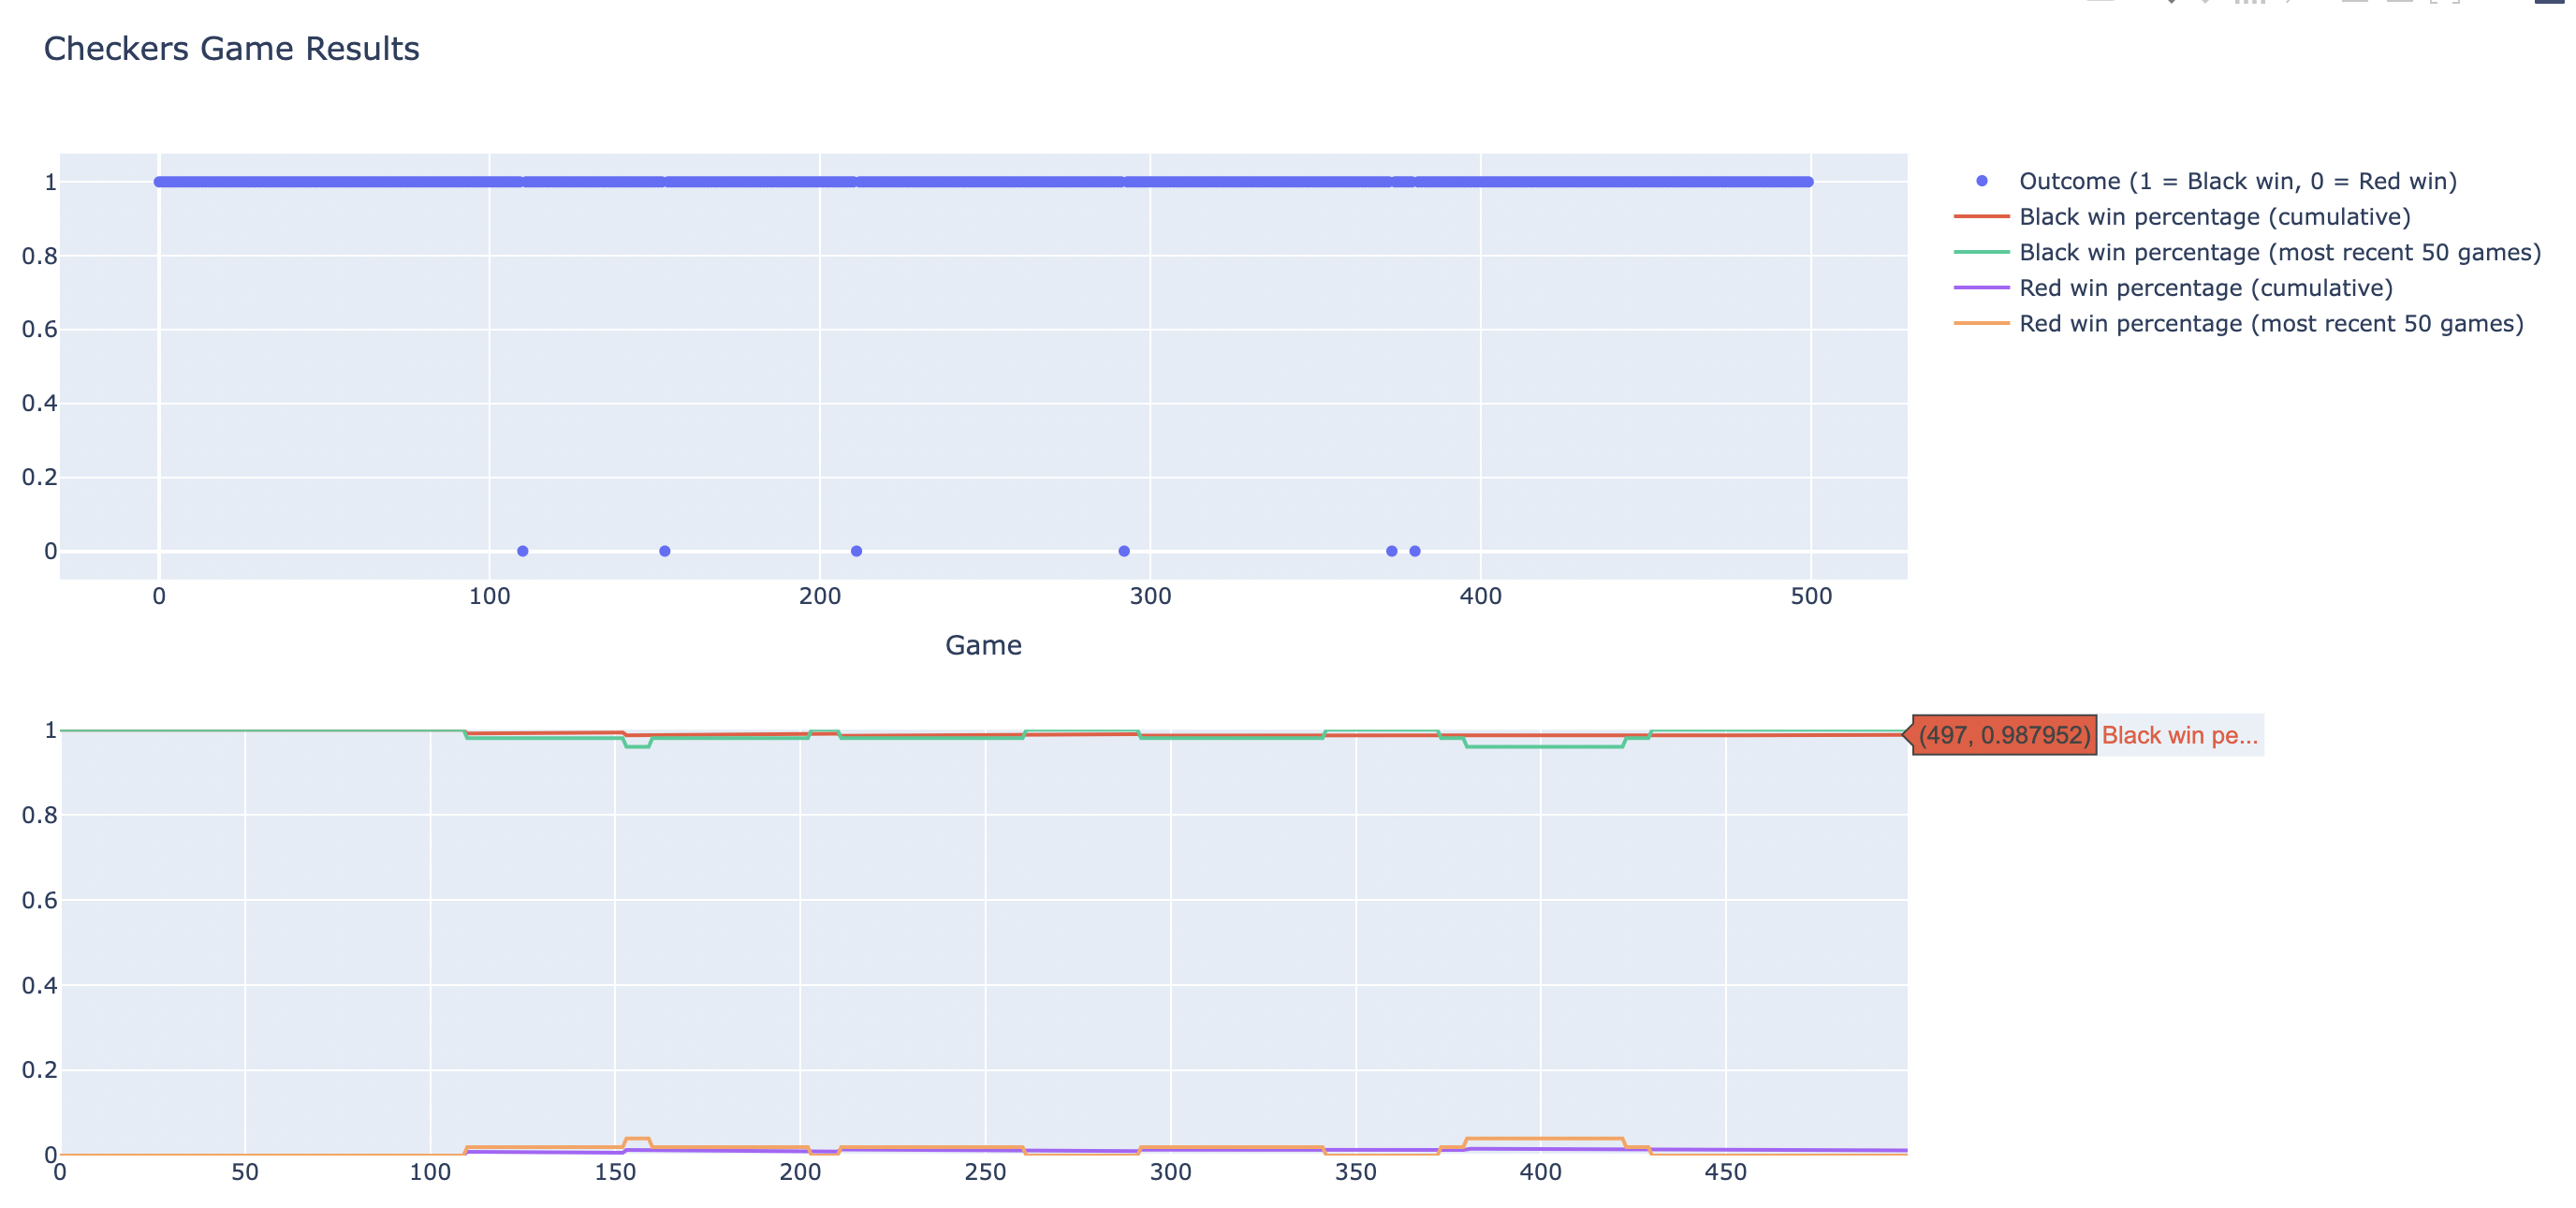 Checkers Game Results
1
0.8
0.6
0.4
0.2
0
0 100 200 300 400 500
Game
Outcome (1 = Black win, 0 = Red win)
Black win percentage (cumulative)
Black win percentage (most recent 50 games)
Red win percentage (cumulative)
Red win percentage (most recent 50 games)
1
0.8
0.6
0.4
0.2
0
0 50 100 150 200 250 300 350 400 450
(497, 0.987952) Black win pe...